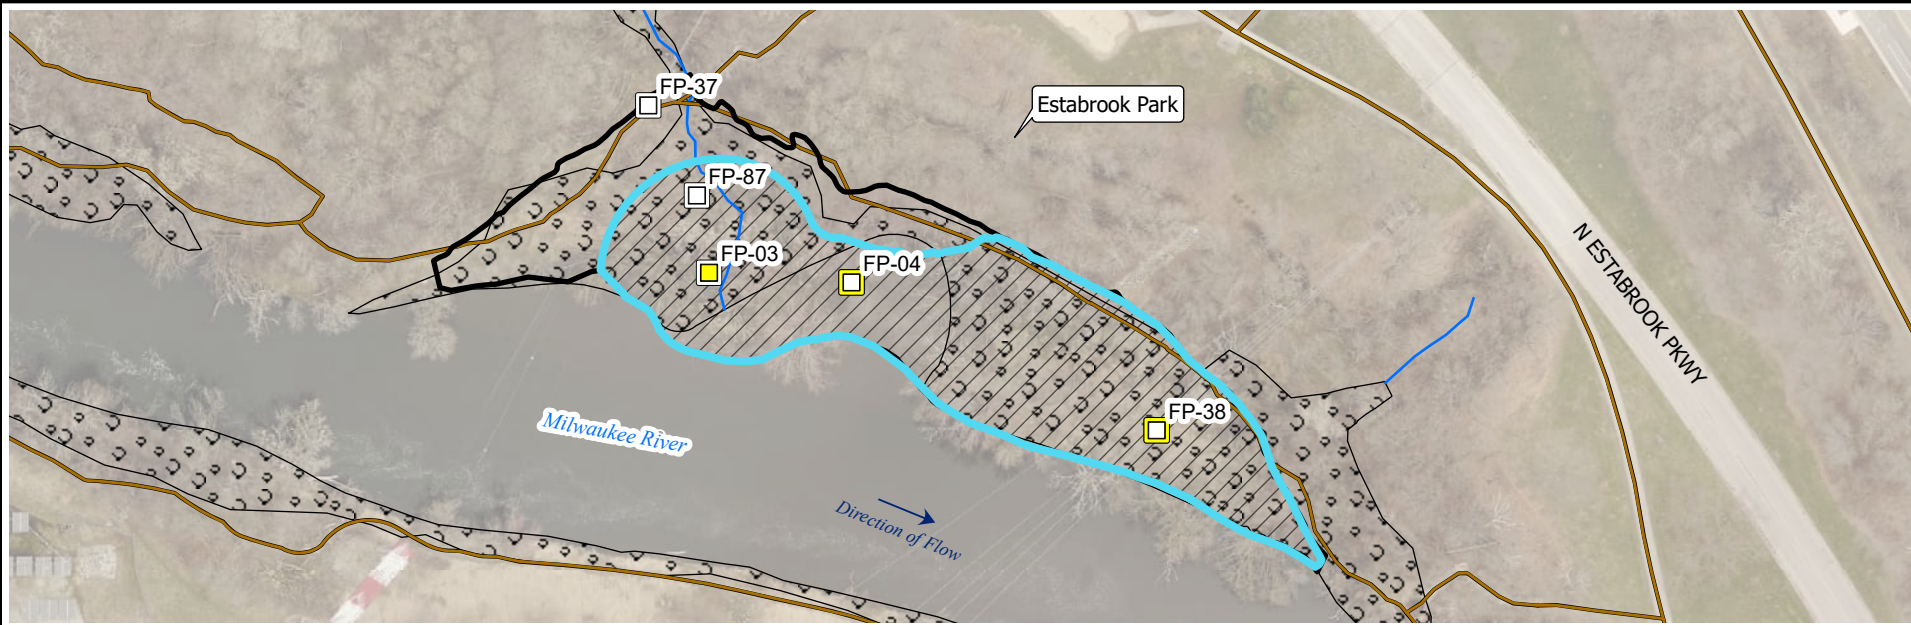 FP-37
Estabrook Park
FP-87
FP-03
FP-04
N ESTABROOK PKWY
FP-38
Milwaukee River
Direction of Flow